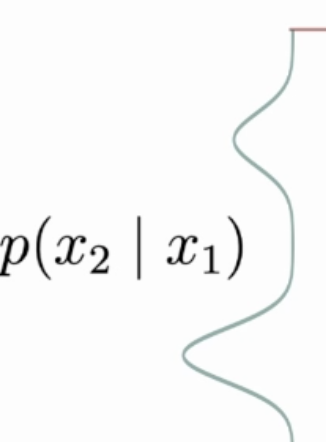 p(x₂ | x₁)